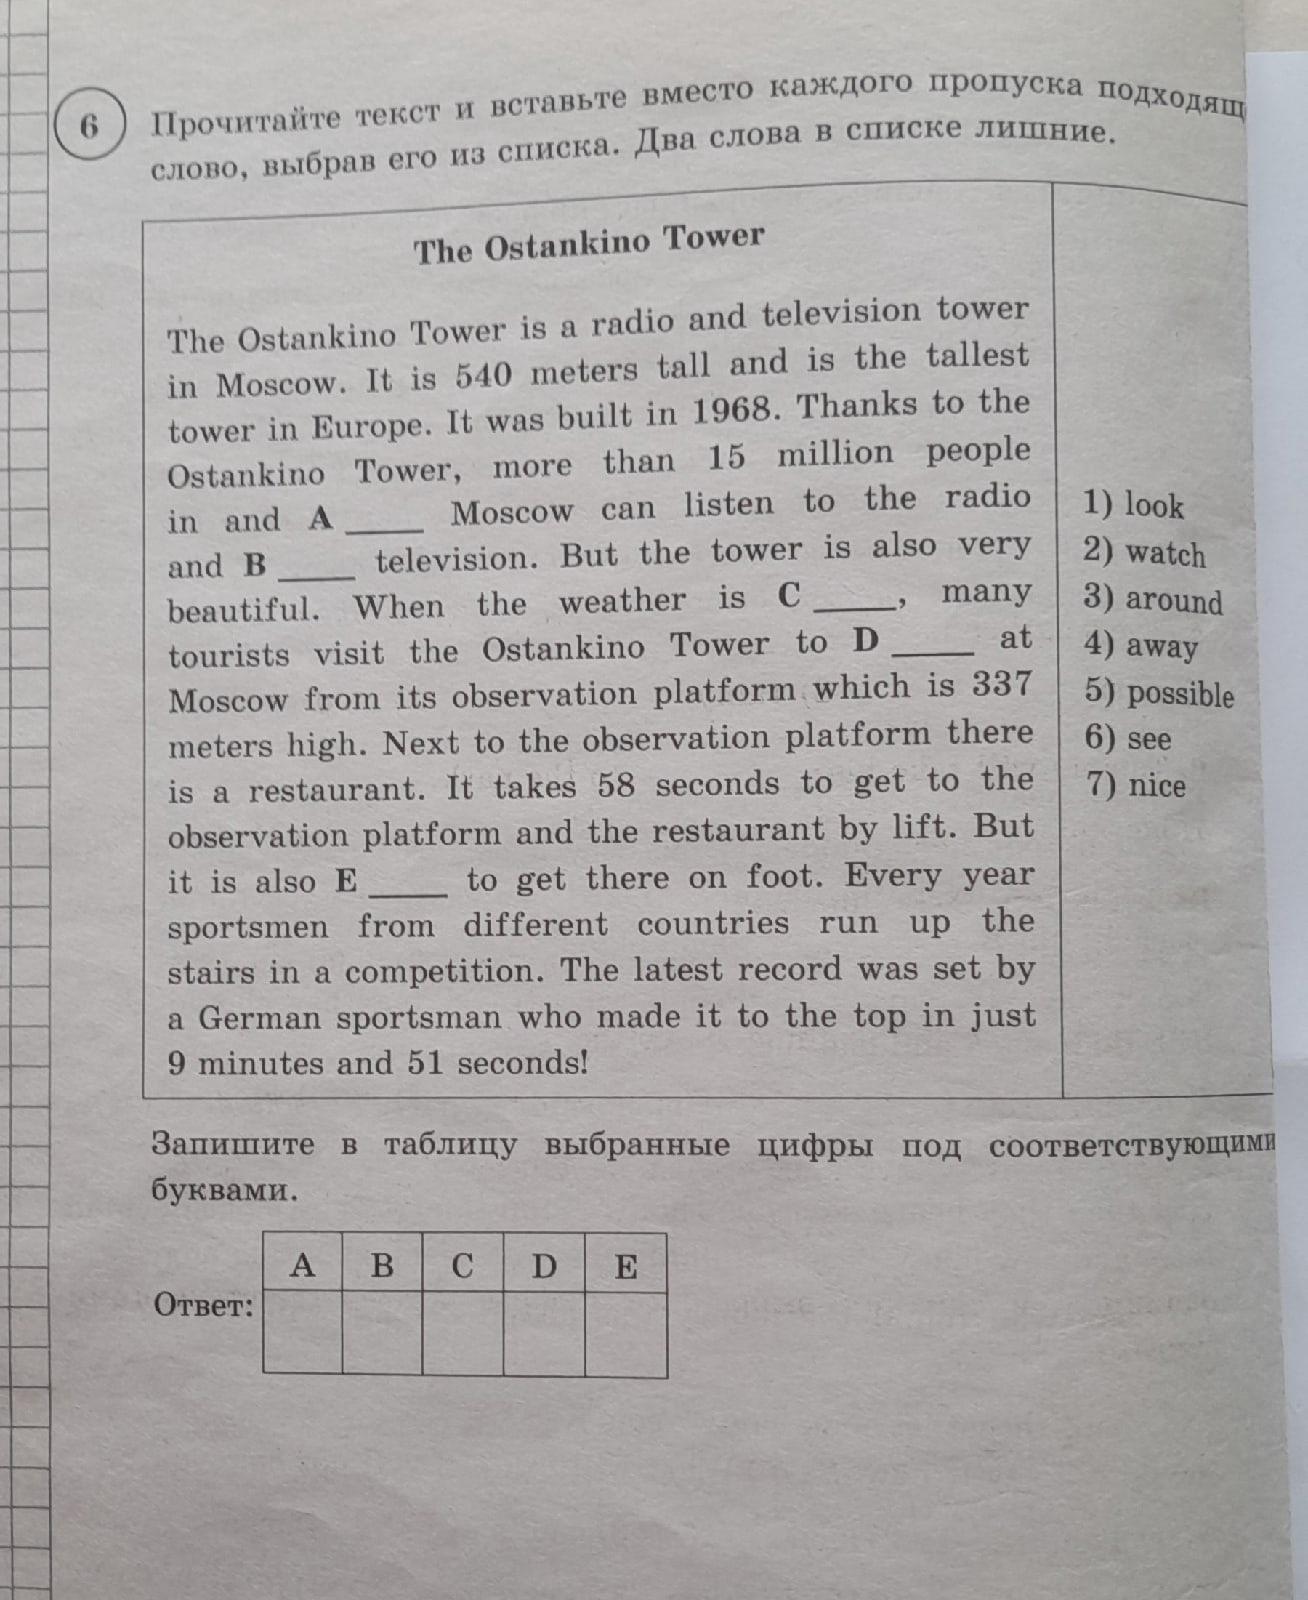 6
Прочитайте текст и вставьте вместо каждого пропуска подходящ
слово, выбрав его из списка. Два слова в списке лишние.
The Ostankino Tower
The Ostankino Tower is a radio and television tower
in Moscow. It is 540 meters tall and is the tallest
tower in Europe. It was built in 1968. Thanks to the
Ostankino Tower, more than 15 million people
in and A ____ Moscow can listen to the radio
and B ____ television. But the tower is also very
beautiful. When the weather is C ____, many
tourists visit the Ostankino Tower to D ____ at
Moscow from its observation platform which is 337
meters high. Next to the observation platform there
is a restaurant. It takes 58 seconds to get to the
observation platform and the restaurant by lift. But
it is also E ____ to get there on foot. Every year
sportsmen from different countries run up the
stairs in a competition. The latest record was set by
a German sportsman who made it to the top in just
9 minutes and 51 seconds!
1) look
2) watch
3) around
4) away
5) possible
6) see
7) nice
Запишите в таблицу выбранные цифры под соответствующими
буквами.
A B C D E
Ответ: